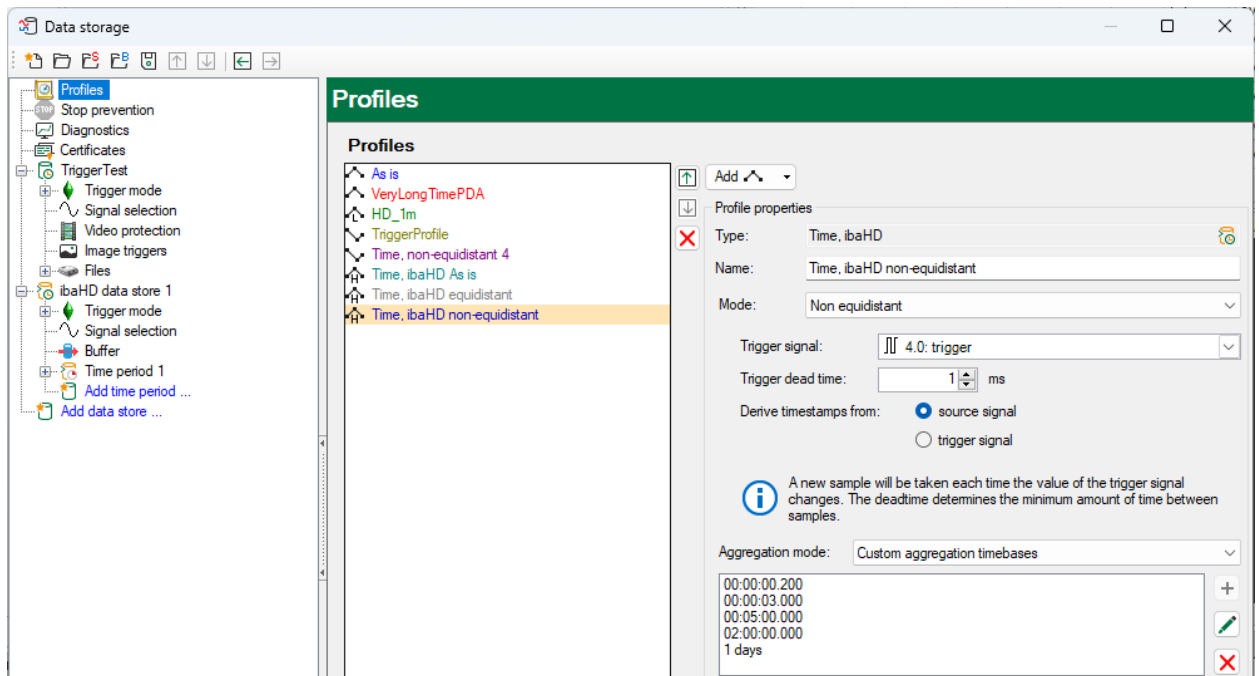 Data storage
Profiles
Stop prevention
Diagnostics
Certificates
TriggerTest
Trigger mode
Signal selection
Video protection
Image triggers
Files
ibaHD data store 1
Trigger mode
Signal selection
Buffer
Time period 1
Add time period ...
Add data store ...
Profiles
Profiles
As is
VeryLongTimePDA
HD_1m
TriggerProfile
Time, non-equidistant 4
Time, ibaHD As is
Time, ibaHD equidistant
Time, ibaHD non-equidistant
Add
Profile properties
Type: Time, ibaHD
Name: Time, ibaHD non-equidistant
Mode: Non equidistant
Trigger signal: 4.0: trigger
Trigger dead time: 1 ms
Derive timestamps from: source signal
trigger signal
A new sample will be taken each time the value of the trigger signal
changes. The deadtime determines the minimum amount of time between
samples.
Aggregation mode: Custom aggregation timebases
00:00:00.200
00:00:03.000
00:05:00.000
02:00:00.000
1 days